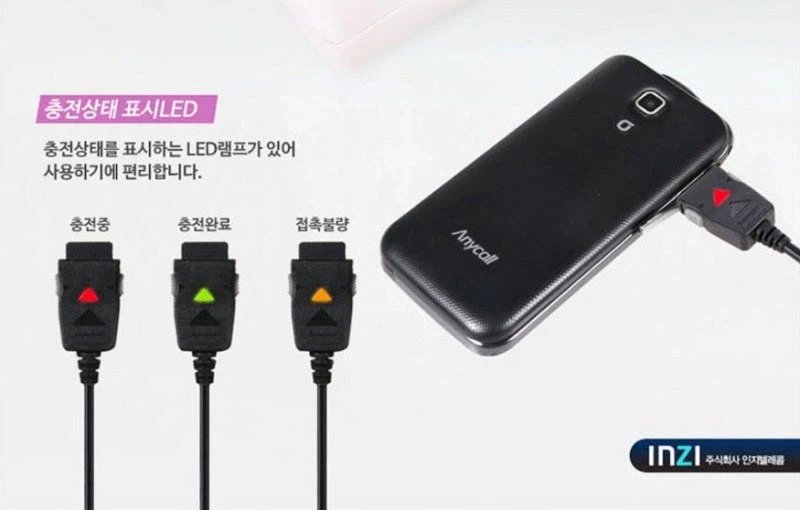 충전상태 표시LED
충전상태를 표시하는 LED램프가 있어
사용하기에 편리합니다.
충전중 충전완료 접촉불량
Anycall
INZI 주식회사 인지텔레콤